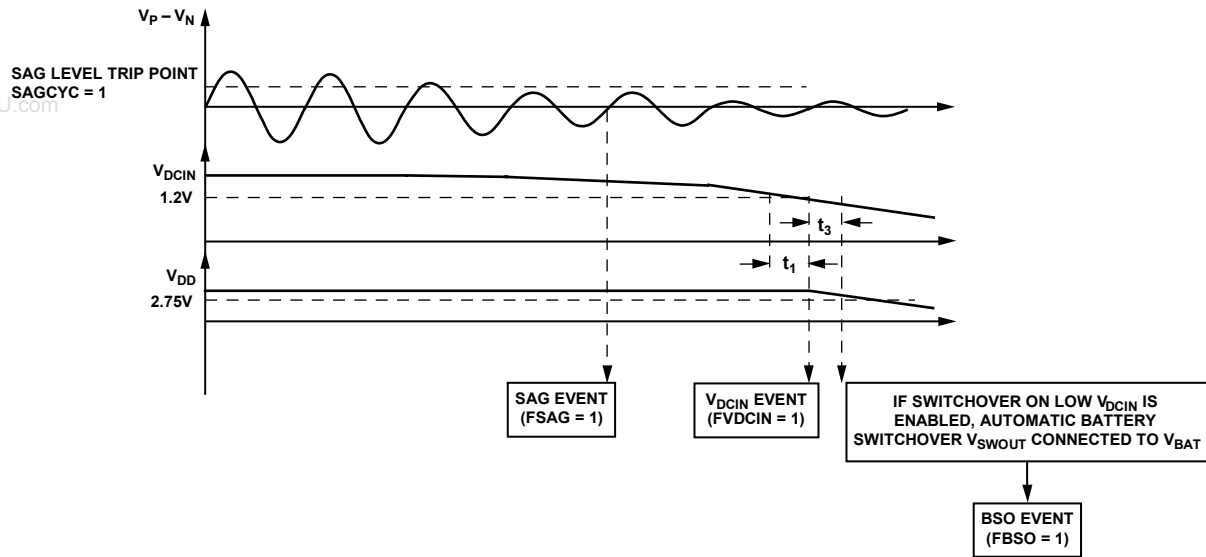 V_P – V_N
SAG LEVEL TRIP POINT
SAGCYC = 1
U.com
V_DCIN
1.2V
t_3
t_1
V_DD
2.75V
SAG EVENT
(FSAG = 1)
V_DCIN EVENT
(FVDCIN = 1)
IF SWITCHOVER ON LOW V_DCIN IS
ENABLED, AUTOMATIC BATTERY
SWITCHOVER V_SWOUT CONNECTED TO V_BAT
BSO EVENT
(FBSO = 1)